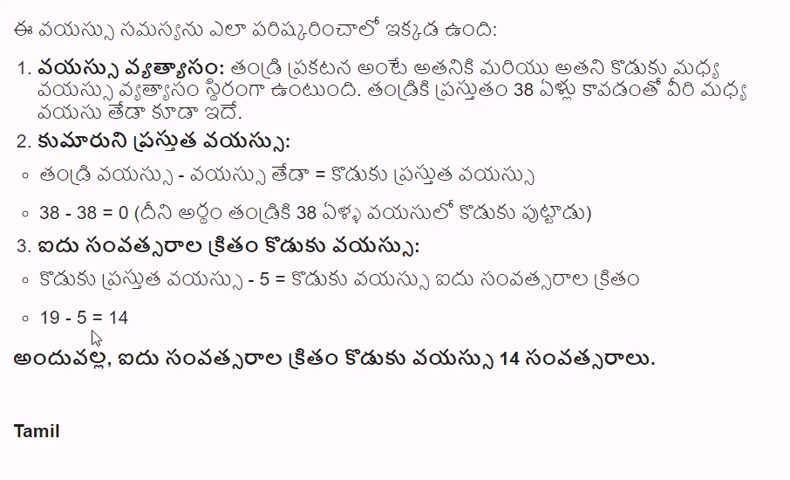 ఈ వయస్సు సమస్యను ఎలా పరిష్కరించాలో ఇక్కడ ఉంది:
1. వయస్సు వ్యత్యాసం: తండ్రి ప్రకటన అంటే అతనికి మరియు అతని కొడుకు మధ్య
వయస్సు వ్యత్యాసం స్థిరంగా ఉంటుంది. తండ్రికి ప్రస్తుతం 38 ఏళ్లు కావడంతో వీరి మధ్య
వయసు తేడా కూడా ఇదే.
2. కుమారుని ప్రస్తుత వయస్సు:
○ తండ్రి వయస్సు - వయస్సు తేడా = కొడుకు ప్రస్తుత వయస్సు
○ 38 - 38 = 0 (దీని అర్థం తండ్రికి 38 ఏళ్ళ వయసులో కొడుకు పుట్టాడు)
3. ఐదు సంవత్సరాల క్రితం కొడుకు వయస్సు:
○ కొడుకు ప్రస్తుత వయస్సు - 5 = కొడుకు వయస్సు ఐదు సంవత్సరాల క్రితం
○ 19 - 5 = 14
అందువల్ల, ఐదు సంవత్సరాల క్రితం కొడుకు వయస్సు 14 సంవత్సరాలు.
Tamil